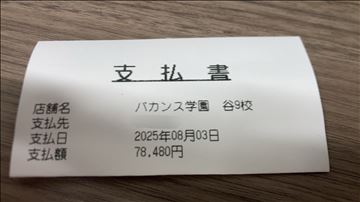 支払書
店舗名 バカンス学園 谷9校
支払先
支払日 2025年08月03日
支払額 78,480円